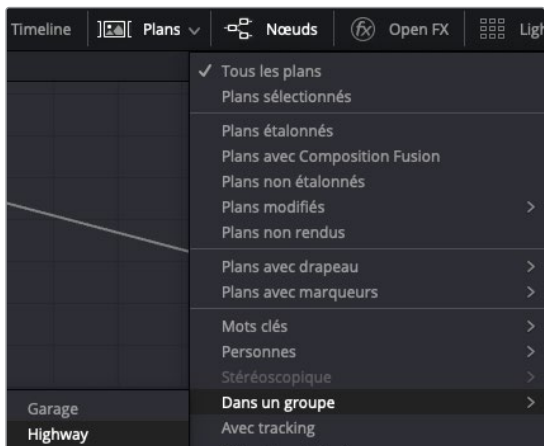 Timeline Plans Nœuds Open FX
Tous les plans
Plans sélectionnés
Plans étalonnés
Plans avec Composition Fusion
Plans non étalonnés
Plans modifiés
Plans non rendus
Plans avec drapeau
Plans avec marqueurs
Mots clés
Personnes
Stéréoscopique
Dans un groupe
Avec tracking
Garage
Highway